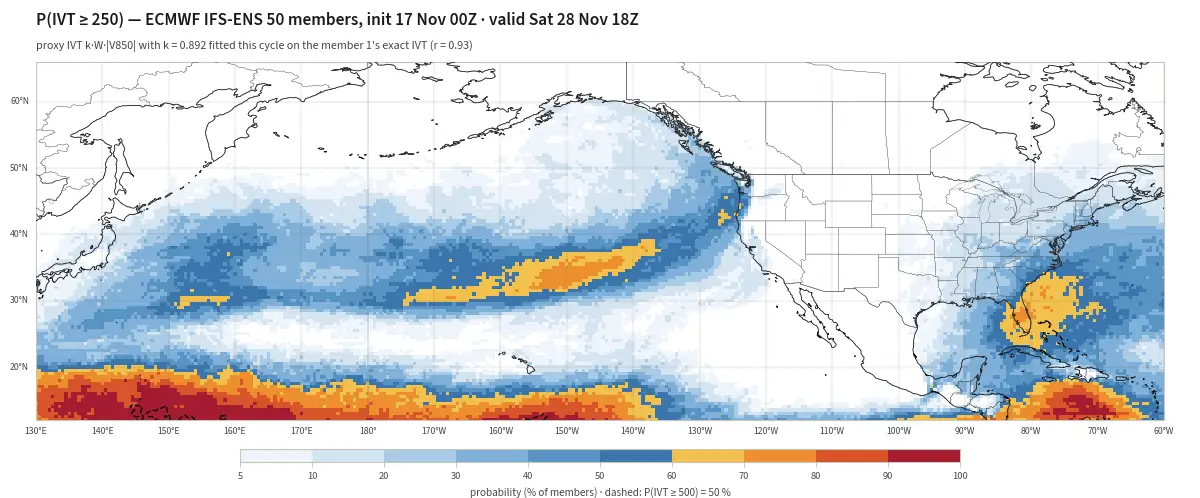 P(IVT ≥ 250) — ECMWF IFS-ENS 50 members, init 17 Nov 00Z · valid Sat 28 Nov 18Z
proxy IVT k·W·|V850| with k = 0.892 fitted this cycle on the member 1's exact IVT (r = 0.93)
60°N
50°N
40°N
30°N
20°N
130°E 140°E 150°E 160°E 170°E 180° 170°W 160°W 150°W 140°W 130°W 120°W 110°W 100°W 90°W 80°W 70°W 60°W
5 10 20 30 40 50 60 70 80 90 100
probability (% of members) · dashed: P(IVT ≥ 500) = 50 %